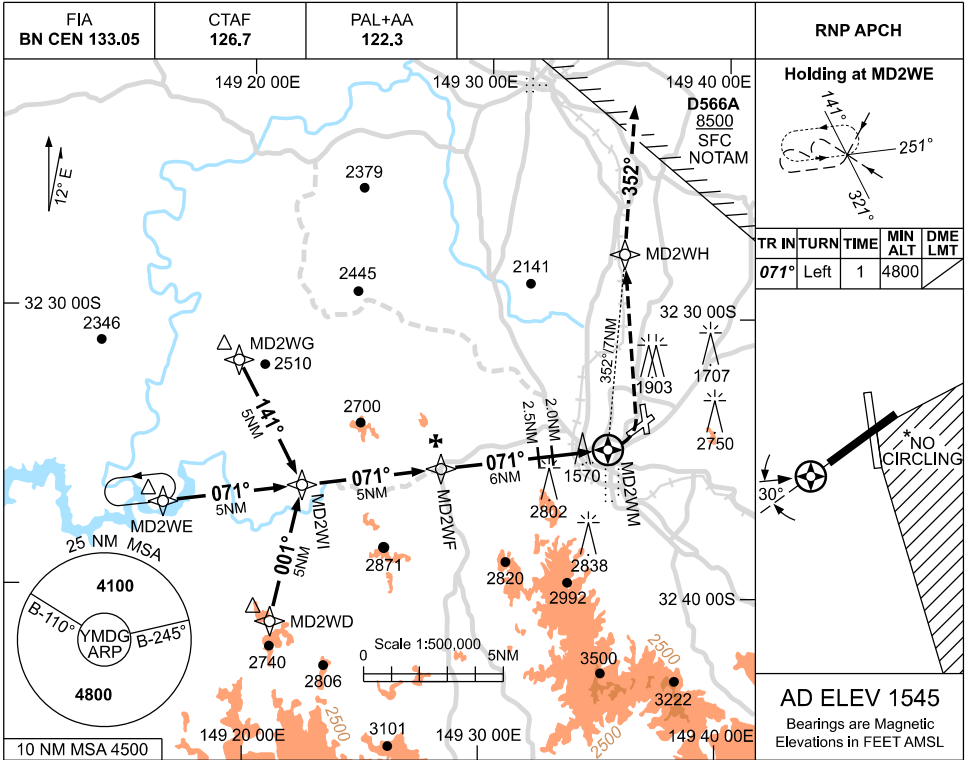 FIA
BN CEN 133.05
CTAF
126.7
PAL+AA
122.3
RNP APCH
149 20 00E
149 30 00E
149 40 00E
12° E
2379
D566A
8500
SFC
NOTAM
352°
MD2WH
2445
2141
32 30 00S
32 30 00S
2346
MD2WG
2510
352°/7NM
1903
1707
141°
5NM
2700
2.5NM
2.0NM
2750
071°
5NM
071°
5NM
071°
6NM
1570
MD2WE
MD2WI
MD2WF
MD2WM
2802
001°
5NM
2871
2838
2820
2992
25 NM MSA
4100
B-110°
YMDG
ARP
B-245°
4800
MD2WD
32 40 00S
2740
2806
Scale 1:500,000
0
5NM
3500
2500
3222
2500
2500
3101
149 20 00E
149 30 00E
149 40 00E
10 NM MSA 4500
Holding at MD2WE
141°
251°
321°
TR IN TURN TIME MIN ALT DME LMT
071° Left 1 4800
*NO
CIRCLING
30°
AD ELEV 1545
Bearings are Magnetic
Elevations in FEET AMSL